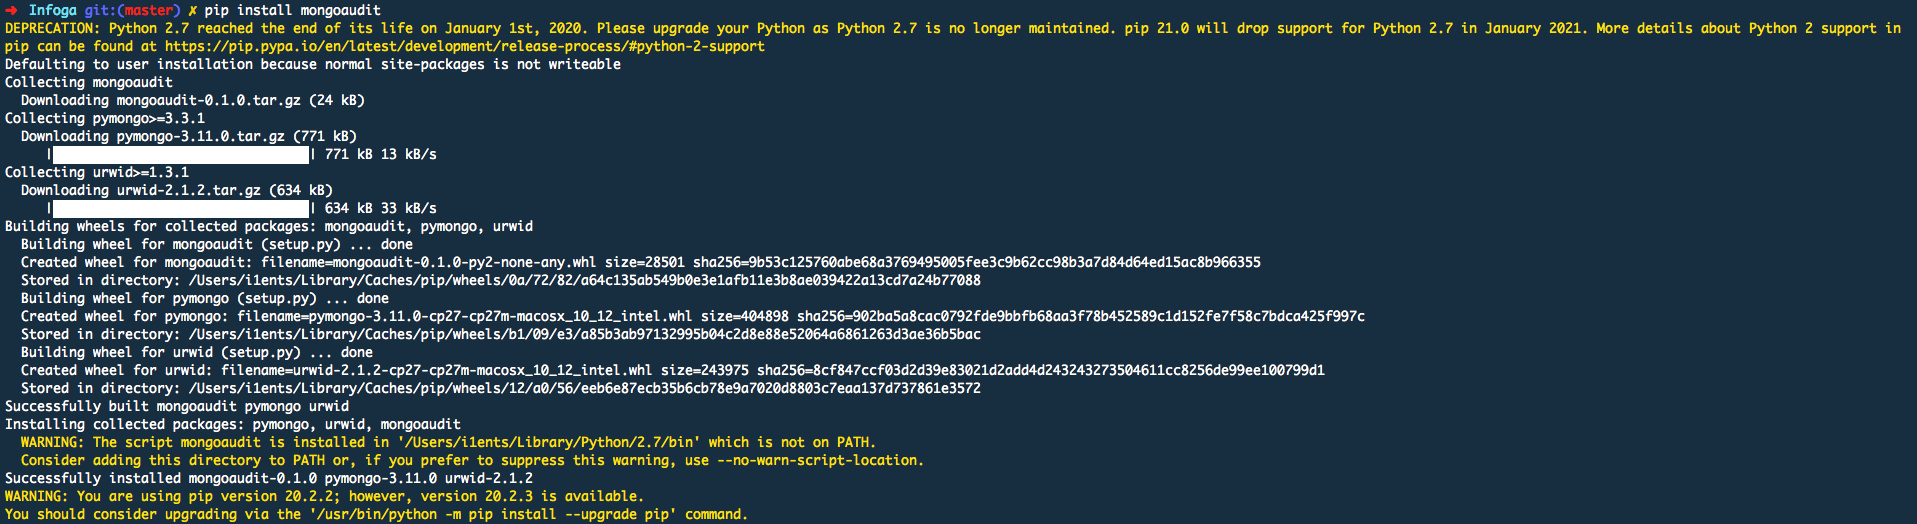 ➜ Infoga git:(master) ✗ pip install mongoaudit
DEPRECATION: Python 2.7 reached the end of its life on January 1st, 2020. Please upgrade your Python as Python 2.7 is no longer maintained. pip 21.0 will drop support for Python 2.7 in January 2021. More details about Python 2 support in
pip can be found at https://pip.pypa.io/en/latest/development/release-process/#python-2-support
Defaulting to user installation because normal site-packages is not writeable
Collecting mongoaudit
  Downloading mongoaudit-0.1.0.tar.gz (24 kB)
Collecting pymongo>=3.3.1
  Downloading pymongo-3.11.0.tar.gz (771 kB)
     |████████████████████████████████| 771 kB 13 kB/s
Collecting urwid>=1.3.1
  Downloading urwid-2.1.2.tar.gz (634 kB)
     |████████████████████████████████| 634 kB 33 kB/s
Building wheels for collected packages: mongoaudit, pymongo, urwid
  Building wheel for mongoaudit (setup.py) ... done
  Created wheel for mongoaudit: filename=mongoaudit-0.1.0-py2-none-any.whl size=28501 sha256=9b53c125760abe68a3769495005fee3c9b62cc98b3a7d84d64ed15ac8b966355
  Stored in directory: /Users/i1ents/Library/Caches/pip/wheels/0a/72/82/a64c135ab549b0e3e1afb11e3b8ae039422a13cd7a24b77088
  Building wheel for pymongo (setup.py) ... done
  Created wheel for pymongo: filename=pymongo-3.11.0-cp27-cp27m-macosx_10_12_intel.whl size=404898 sha256=902ba5a8cac0792fde9bbfb68aa3f78b452589c1d152fe7f58c7bdca425f997c
  Stored in directory: /Users/i1ents/Library/Caches/pip/wheels/b1/09/e3/a85b3ab97132995b04c2d8e88e52064a6861263d3ae36b5bac
  Building wheel for urwid (setup.py) ... done
  Created wheel for urwid: filename=urwid-2.1.2-cp27-cp27m-macosx_10_12_intel.whl size=243975 sha256=8cf847ccf03d2d39e83021d2add4d243243273504611cc8256de99ee100799d1
  Stored in directory: /Users/i1ents/Library/Caches/pip/wheels/12/a0/56/eeb6e87ecb35b6cb78e9a7020d8803c7eaa137d737861e3572
Successfully built mongoaudit pymongo urwid
Installing collected packages: pymongo, urwid, mongoaudit
  WARNING: The script mongoaudit is installed in '/Users/i1ents/Library/Python/2.7/bin' which is not on PATH.
  Consider adding this directory to PATH or, if you prefer to suppress this warning, use --no-warn-script-location.
Successfully installed mongoaudit-0.1.0 pymongo-3.11.0 urwid-2.1.2
WARNING: You are using pip version 20.2.2; however, version 20.2.3 is available.
You should consider upgrading via the '/usr/bin/python -m pip install --upgrade pip' command.